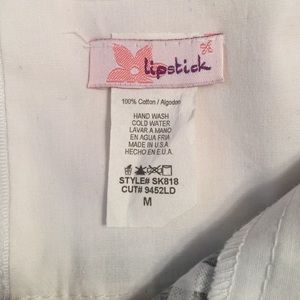 lipstick
100% Cotton / Algodon
HAND WASH
COLD WATER
LAVAR A MANO
EN AGUA FRIA
MADE IN U.S.A
HECHO EN E.U.A.
STYLE# SK818
CUT# 9452LD
M